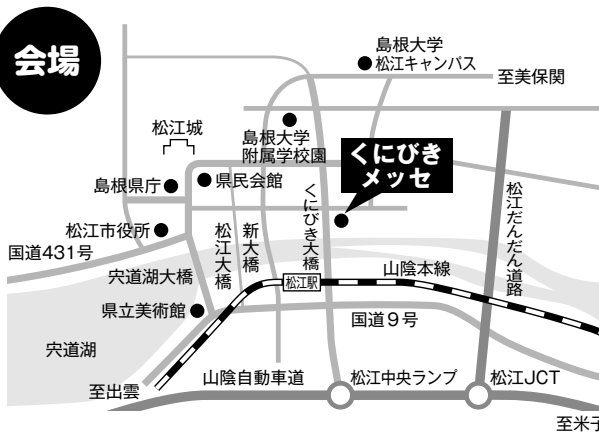 会場
島根大学
松江キャンパス
至美保関
松江城
島根大学
附属学校園
くにびき
メッセ
島根県庁
県民会館
松江市役所
国道431号
宍道湖大橋
松江大橋
新大橋
くにびき大橋
松江だんだん道路
山陰本線
松江駅
県立美術館
国道9号
宍道湖
至出雲
山陰自動車道
松江中央ランプ
松江JCT
至米子